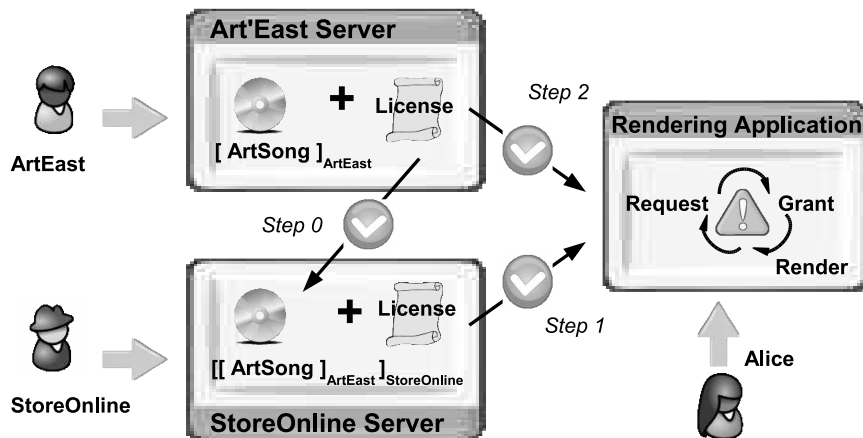 Art'East Server
License
[ ArtSong ]ArtEast
ArtEast
Step 2
Rendering Application
Request
Grant
Render
Step 0
License
[[ ArtSong ]ArtEast ]StoreOnline
StoreOnline
StoreOnline Server
Step 1
Alice